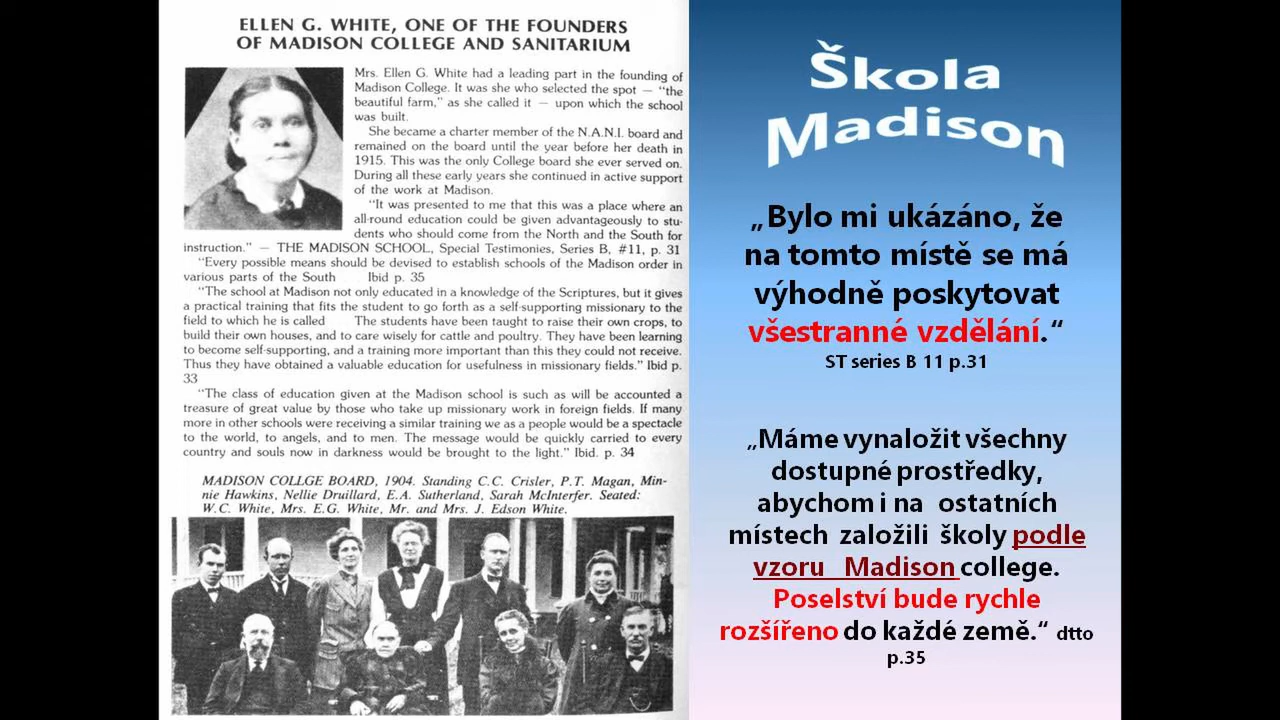 ELLEN G. WHITE, ONE OF THE FOUNDERS
OF MADISON COLLEGE AND SANITARIUM
Mrs. Ellen G. White had a leading part in the founding of
Madison College. It was she who selected the spot — “the
beautiful farm,” as she called it — upon which the school
was built.
She became a charter member of the N.A.N.I. board and
remained on the board until the year before her death in
1915. This was the only College board she ever served on.
During all these early years she continued in active support
of the work at Madison.
“It was presented to me that this was a place where an
all-round education could be given advantageously to stu-
dents who should come from the North and the South for
instruction.” — THE MADISON SCHOOL, Special Testimonies, Series B, #11, p. 31
“Every possible means should be devised to establish schools of the Madison order in
various parts of the South Ibid p. 35
“The school at Madison not only educated in a knowledge of the Scriptures, but it gives
a practical training that fits the student to go forth as a self-supporting missionary to the
field to which he is called The students have been taught to raise their own crops, to
build their own houses, and to care wisely for cattle and poultry. They have been learning
to become self-supporting, and a training more important than this they could not receive.
Thus they have obtained a valuable education for usefulness in missionary fields.” Ibid p.
33
“The class of education given at the Madison school is such as will be accounted a
treasure of great value by those who take up missionary work in foreign fields. If many
more in other schools were receiving a similar training we as a people would be a spectacle
to the world, to angels, and to men. The message would be quickly carried to every
country and souls now in darkness would be brought to the light.” Ibid. p. 34
MADISON COLLGE BOARD, 1904. Standing C.C. Crisler, P.T. Magan, Min-
nie Hawkins, Nellie Druillard, E.A. Sutherland, Sarah McInterfer. Seated:
W.C. White, Mrs. E.G. White, Mr. and Mrs. J. Edson White.
Škola
Madison
„Bylo mi ukázáno, že
na tomto místě se má
výhodně poskytovat
všestranné vzdělání.“
ST series B 11 p.31
„Máme vynaložit všechny
dostupné prostředky,
abychom i na ostatních
místech založili školy podle
vzoru Madison college.
Poselství bude rychle
rozšířeno do každé země.“ dtto
p.35